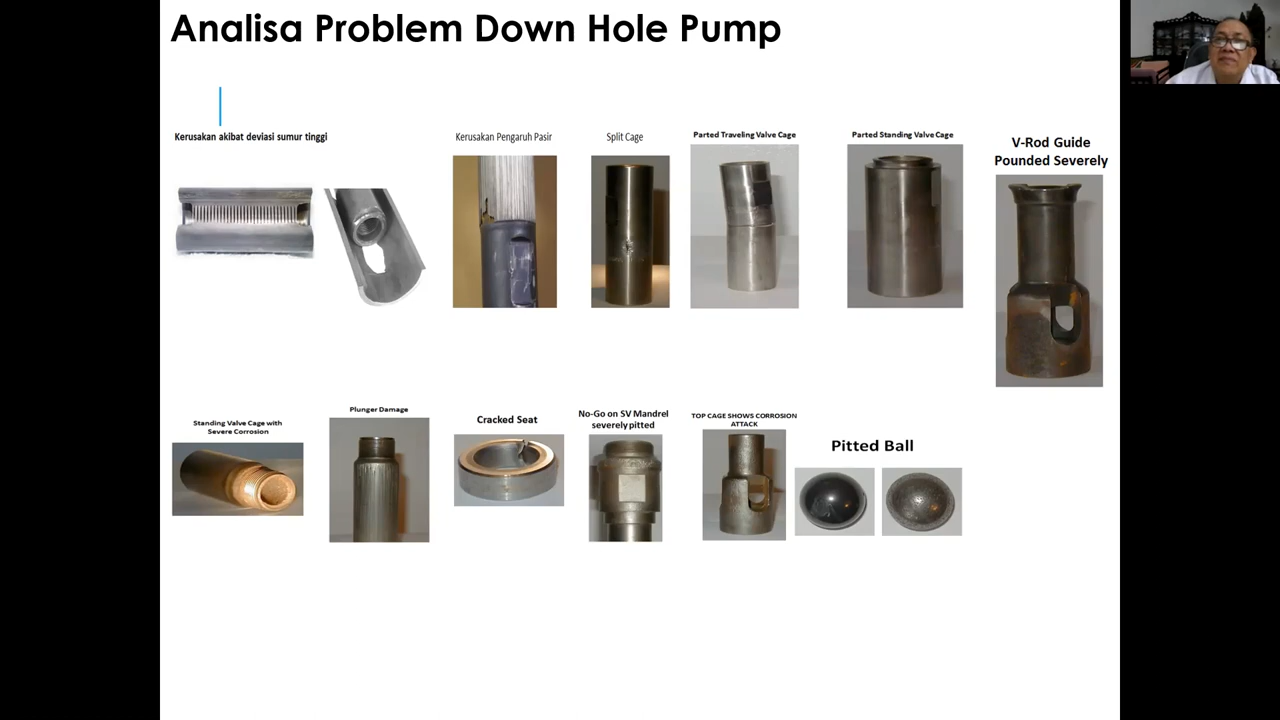 Analisa Problem Down Hole Pump
Kerusakan akibat deviasi sumur tinggi
Kerusakan Pengaruh Pasir
Split Cage
Parted Traveling Valve Cage
Parted Standing Valve Cage
V-Rod Guide
Pounded Severely
Standing Valve Cage with
Severe Corrosion
Plunger Damage
Cracked Seat
No-Go on SV Mandrel
severely pitted
TOP CAGE SHOWS CORROSION
ATTACK
Pitted Ball